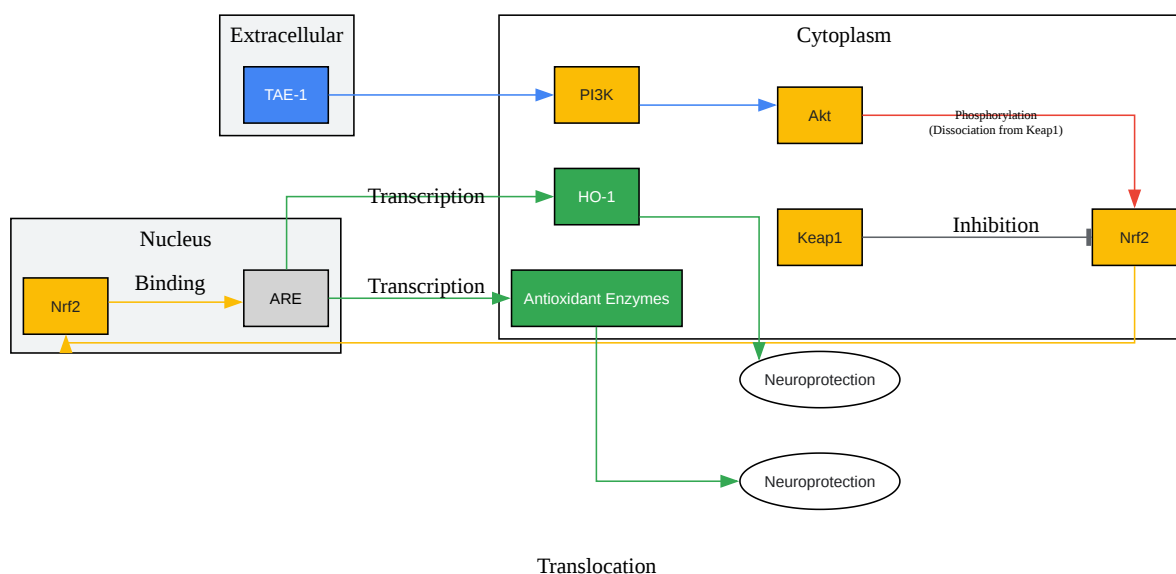 Extracellular
Cytoplasm
TAE-1
PI3K
Akt
Phosphorylation
(Dissociation from Keap1)
Transcription
HO-1
Keap1
Inhibition
Nrf2
Nucleus
Nrf2
Binding
ARE
Transcription
Antioxidant Enzymes
Neuroprotection
Neuroprotection
Translocation